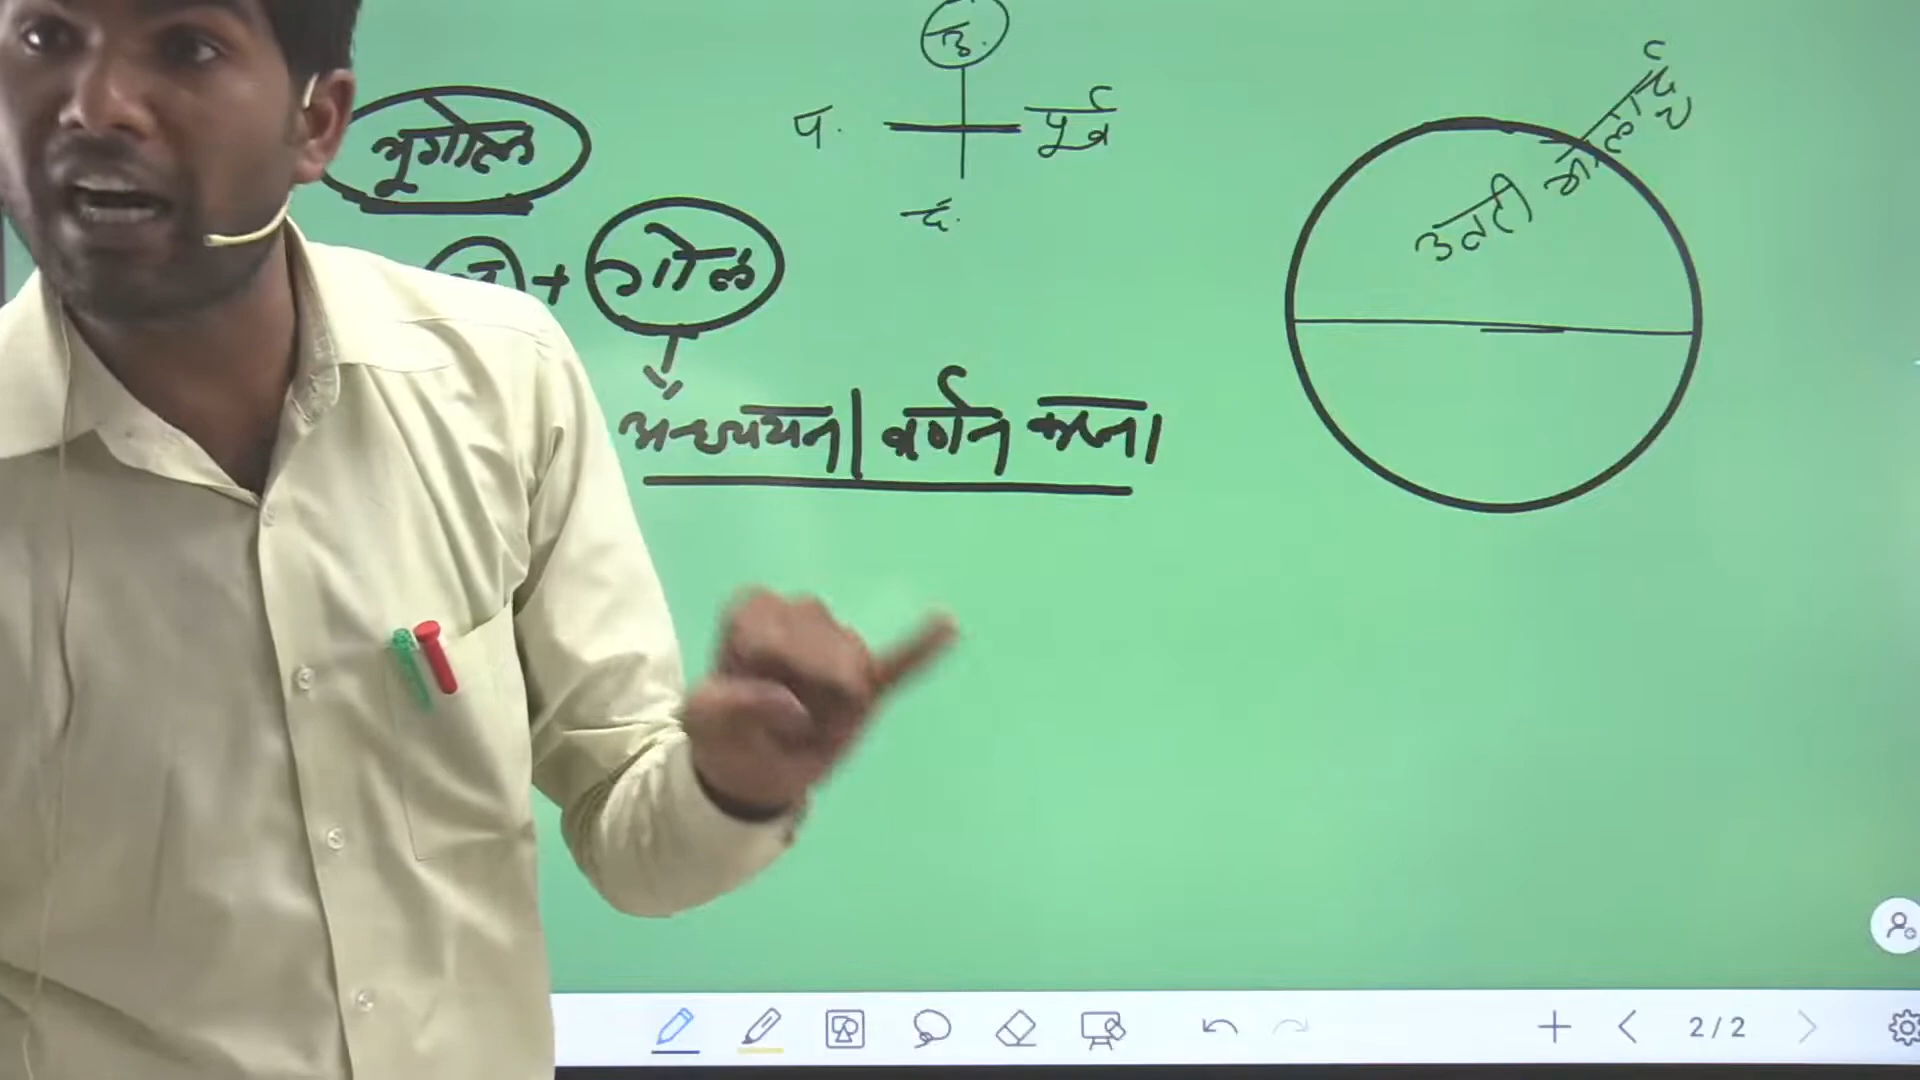 उ.
प. पूर्व
द.
भूगोल
+ गोल
अध्ययन | वर्णन करना
उत्तरी गोलार्द्ध
2 / 2